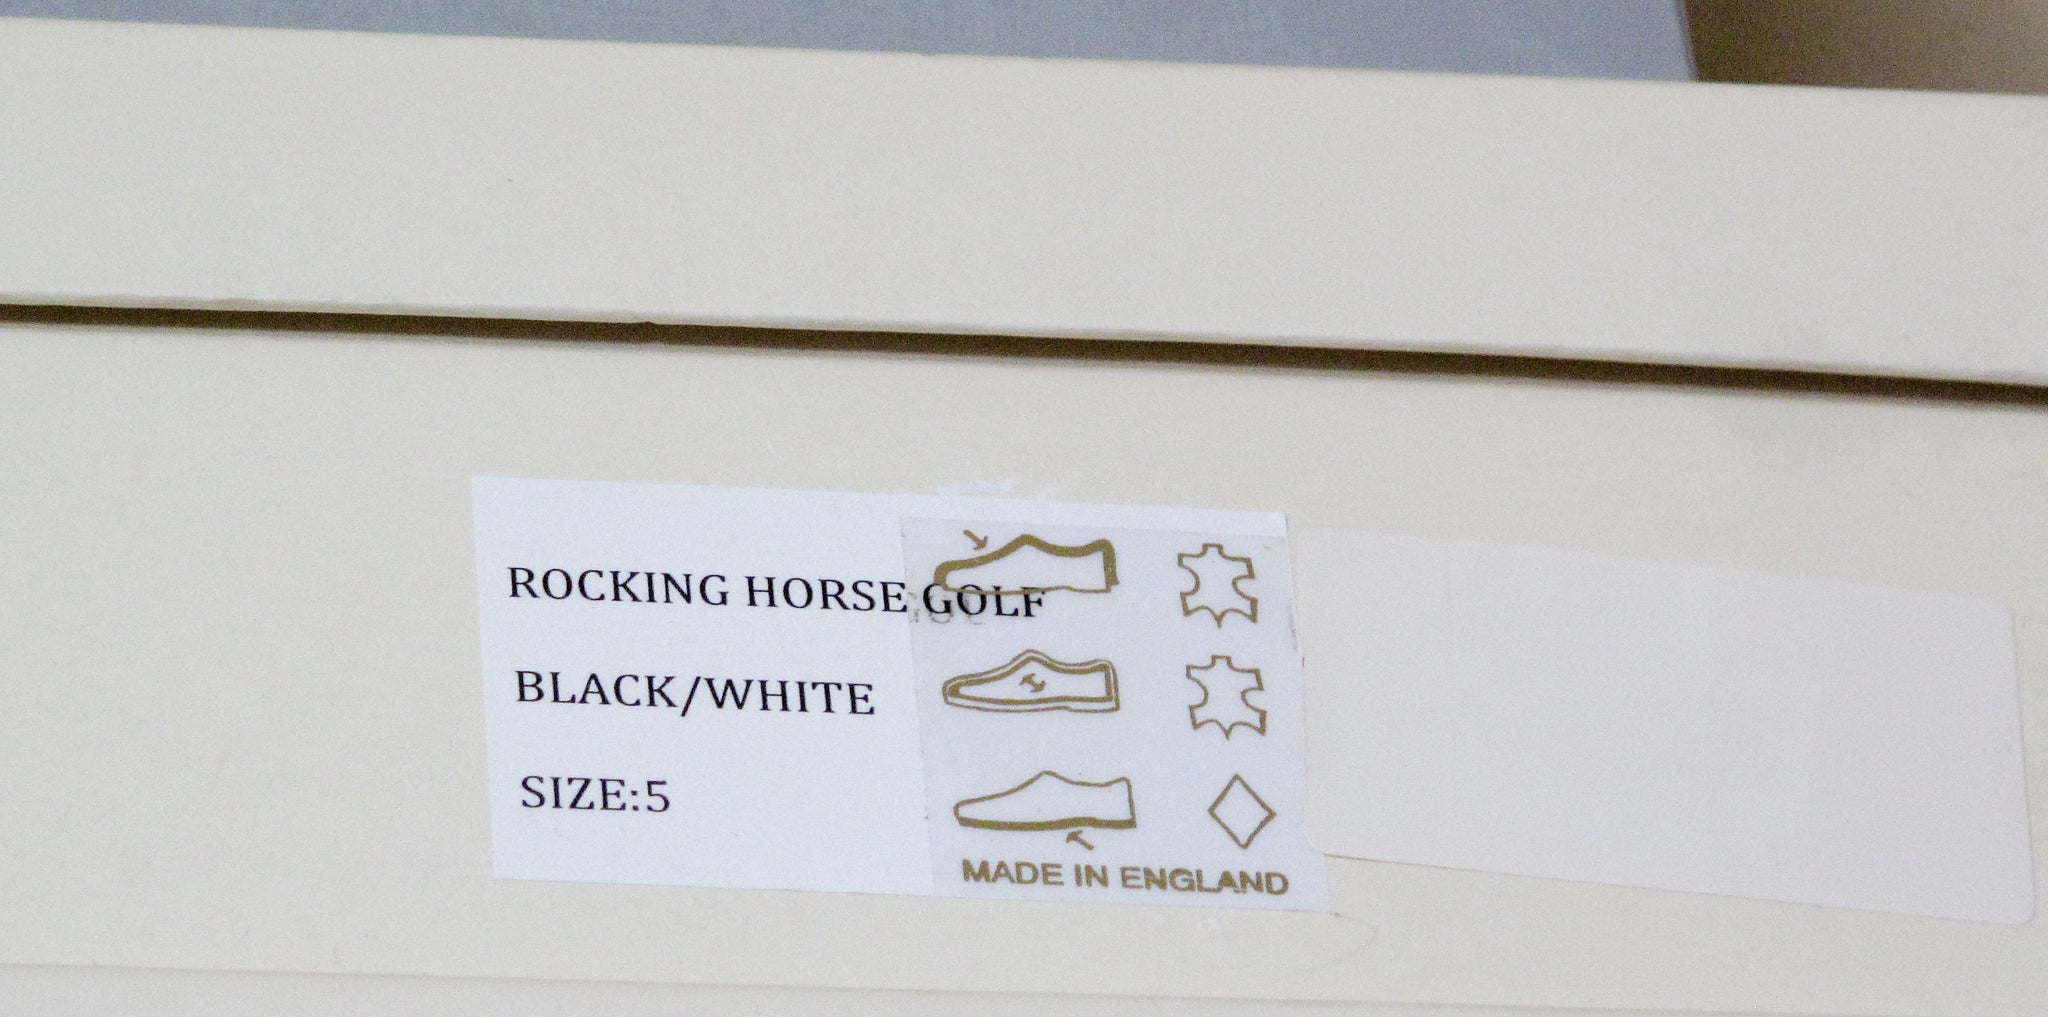 ROCKING HORSE GOLF
BLACK/WHITE
SIZE:5
MADE IN ENGLAND